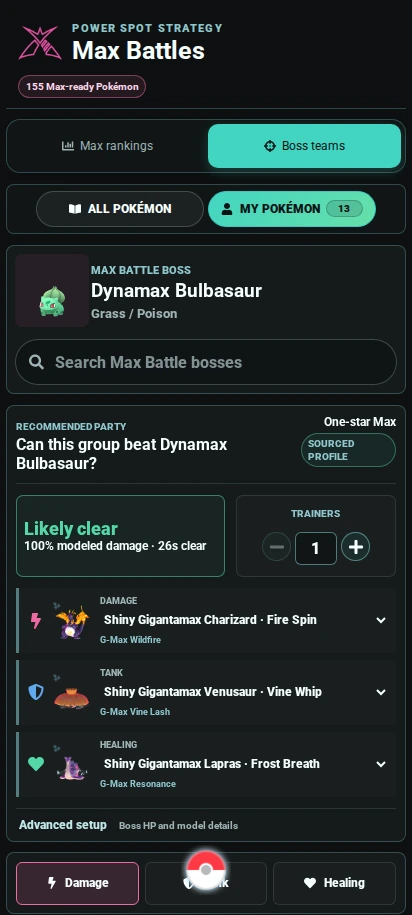 POWER SPOT STRATEGY
Max Battles
155 Max-ready Pokémon
Max rankings
Boss teams
ALL POKÉMON
MY POKÉMON 13
MAX BATTLE BOSS
Dynamax Bulbasaur
Grass / Poison
Search Max Battle bosses
RECOMMENDED PARTY
Can this group beat Dynamax
Bulbasaur?
One-star Max
SOURCED
PROFILE
Likely clear
100% modeled damage · 26s clear
TRAINERS
1
DAMAGE
Shiny Gigantamax Charizard · Fire Spin
G-Max Wildfire
TANK
Shiny Gigantamax Venusaur · Vine Whip
G-Max Vine Lash
HEALING
Shiny Gigantamax Lapras · Frost Breath
G-Max Resonance
Advanced setup Boss HP and model details
Damage
Healing